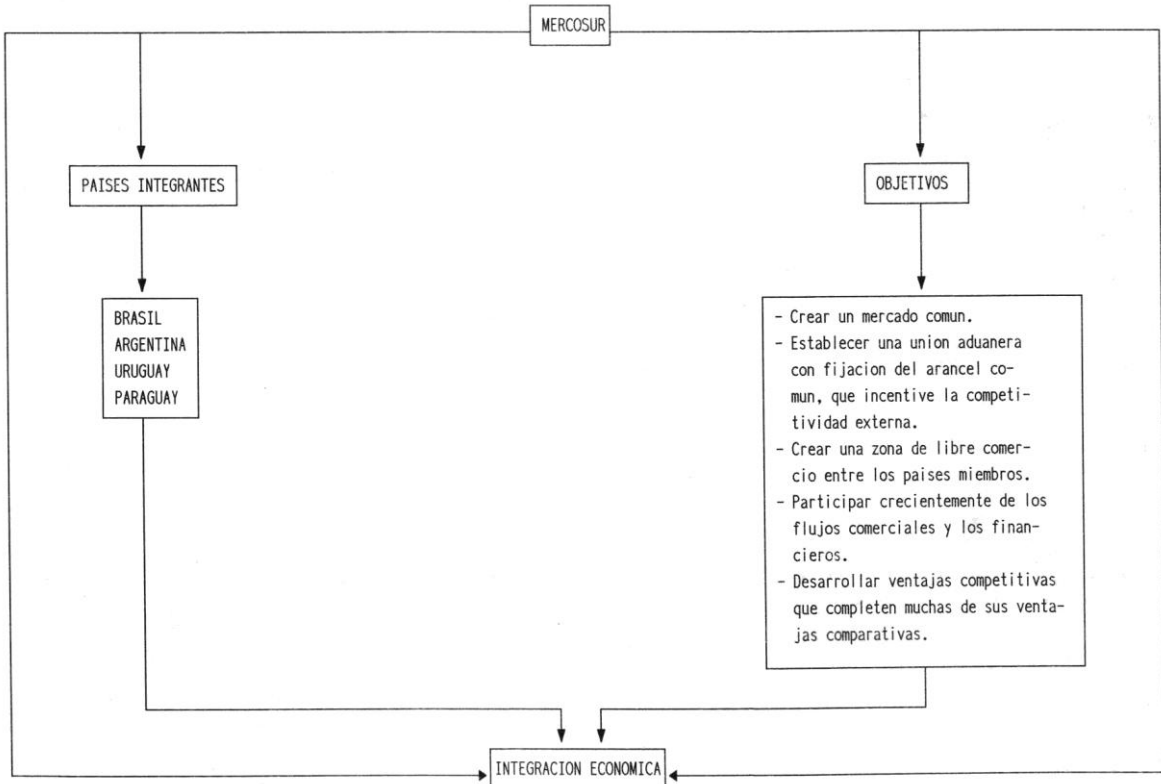 MERCOSUR
PAISES INTEGRANTES
OBJETIVOS
BRASIL
ARGENTINA
URUGUAY
PARAGUAY
- Crear un mercado comun.
- Establecer una union aduanera
con fijacion del arancel co-
mun, que incentive la competi-
tividad externa.
- Crear una zona de libre comer-
cio entre los paises miembros.
- Participar crecientemente de los
flujos comerciales y los finan-
cieros.
- Desarrollar ventajas competitivas
que completen muchas de sus venta-
jas comparativas.
INTEGRACION ECONOMICA